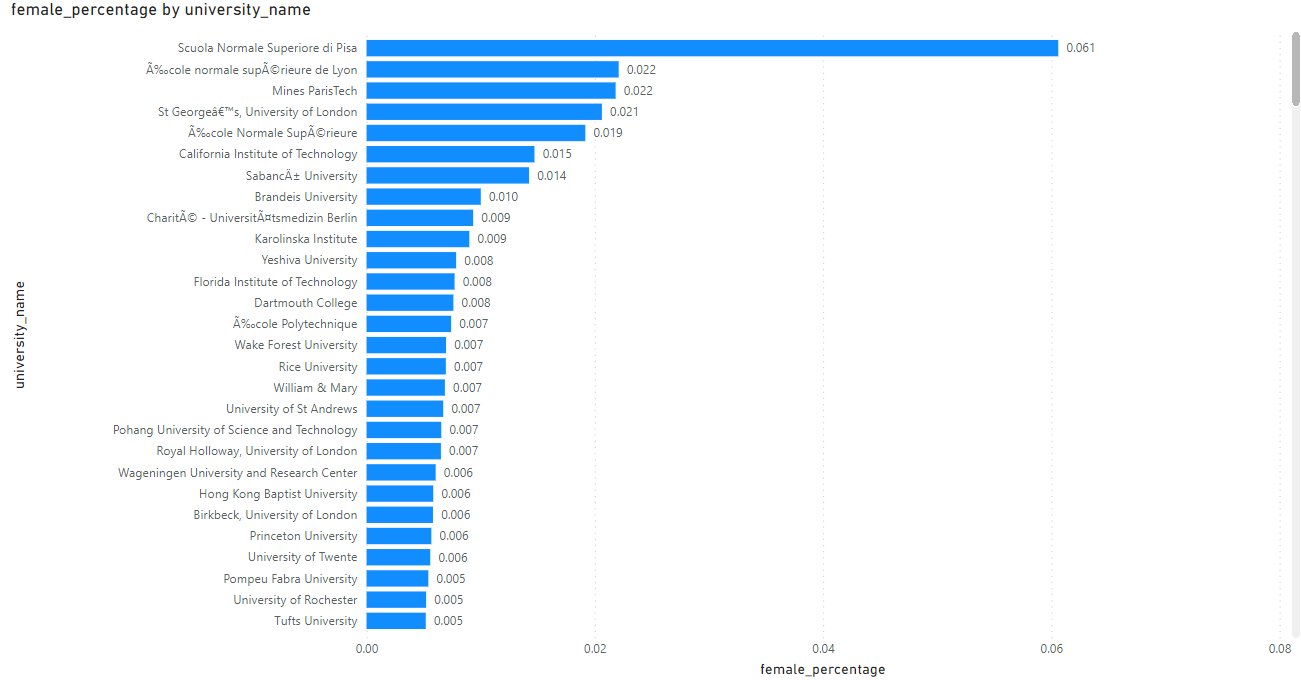 female_percentage by university_name
university_name
Scuola Normale Superiore di Pisa 0.061
Ã‰cole normale supÃ©rieure de Lyon 0.022
Mines ParisTech 0.022
St Georgeâ€™s, University of London 0.021
Ã‰cole Normale SupÃ©rieure 0.019
California Institute of Technology 0.015
SabancÄ± University 0.014
Brandeis University 0.010
CharitÃ© - UniversitÃ¤tsmedizin Berlin 0.009
Karolinska Institute 0.009
Yeshiva University 0.008
Florida Institute of Technology 0.008
Dartmouth College 0.008
Ã‰cole Polytechnique 0.007
Wake Forest University 0.007
Rice University 0.007
William & Mary 0.007
University of St Andrews 0.007
Pohang University of Science and Technology 0.007
Royal Holloway, University of London 0.007
Wageningen University and Research Center 0.006
Hong Kong Baptist University 0.006
Birkbeck, University of London 0.006
Princeton University 0.006
University of Twente 0.006
Pompeu Fabra University 0.005
University of Rochester 0.005
Tufts University 0.005
0.00 0.02 0.04 0.06 0.08
female_percentage